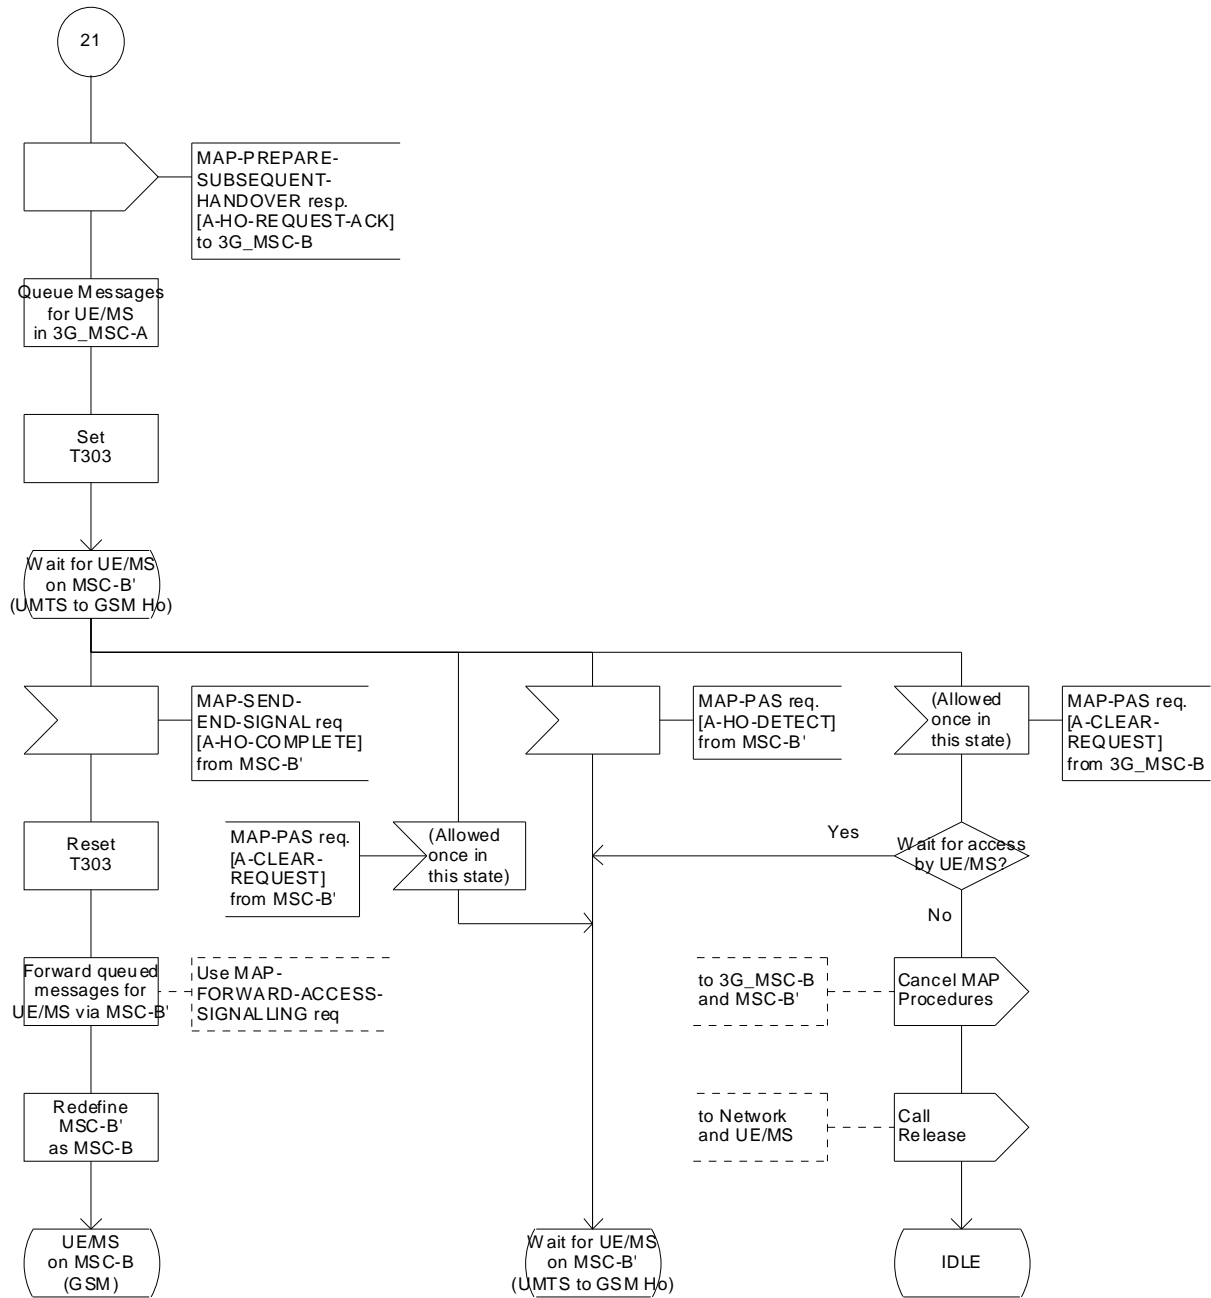 21
MAP-PREPARE-
SUBSEQUENT-
HANDOVER resp.
[A-HO-REQUEST-ACK]
to 3G_MSC-B
Queue Messages
for UE/MS
in 3G_MSC-A
Set
T303
Wait for UE/MS
on MSC-B'
(UMTS to GSM Ho)
MAP-SEND-
END-SIGNAL req
[A-HO-COMPLETE]
from MSC-B'
MAP-PAS req.
[A-HO-DETECT]
from MSC-B'
(Allowed
once in
this state)
MAP-PAS req.
[A-CLEAR-
REQUEST]
from 3G_MSC-B
Reset
T303
MAP-PAS req.
[A-CLEAR-
REQUEST]
from MSC-B'
(Allowed
once in
this state)
Yes
Wait for access
by UE/MS?
No
Forward queued
messages for
UE/MS via MSC-B'
Use MAP-
FORWARD-ACCESS-
SIGNALLING req
to 3G_MSC-B
and MSC-B'
Cancel MAP
Procedures
Redefine
MSC-B'
as MSC-B
to Network
and UE/MS
Call
Release
UE/MS
on MSC-B
(GSM)
Wait for UE/MS
on MSC-B'
(UMTS to GSM Ho)
IDLE